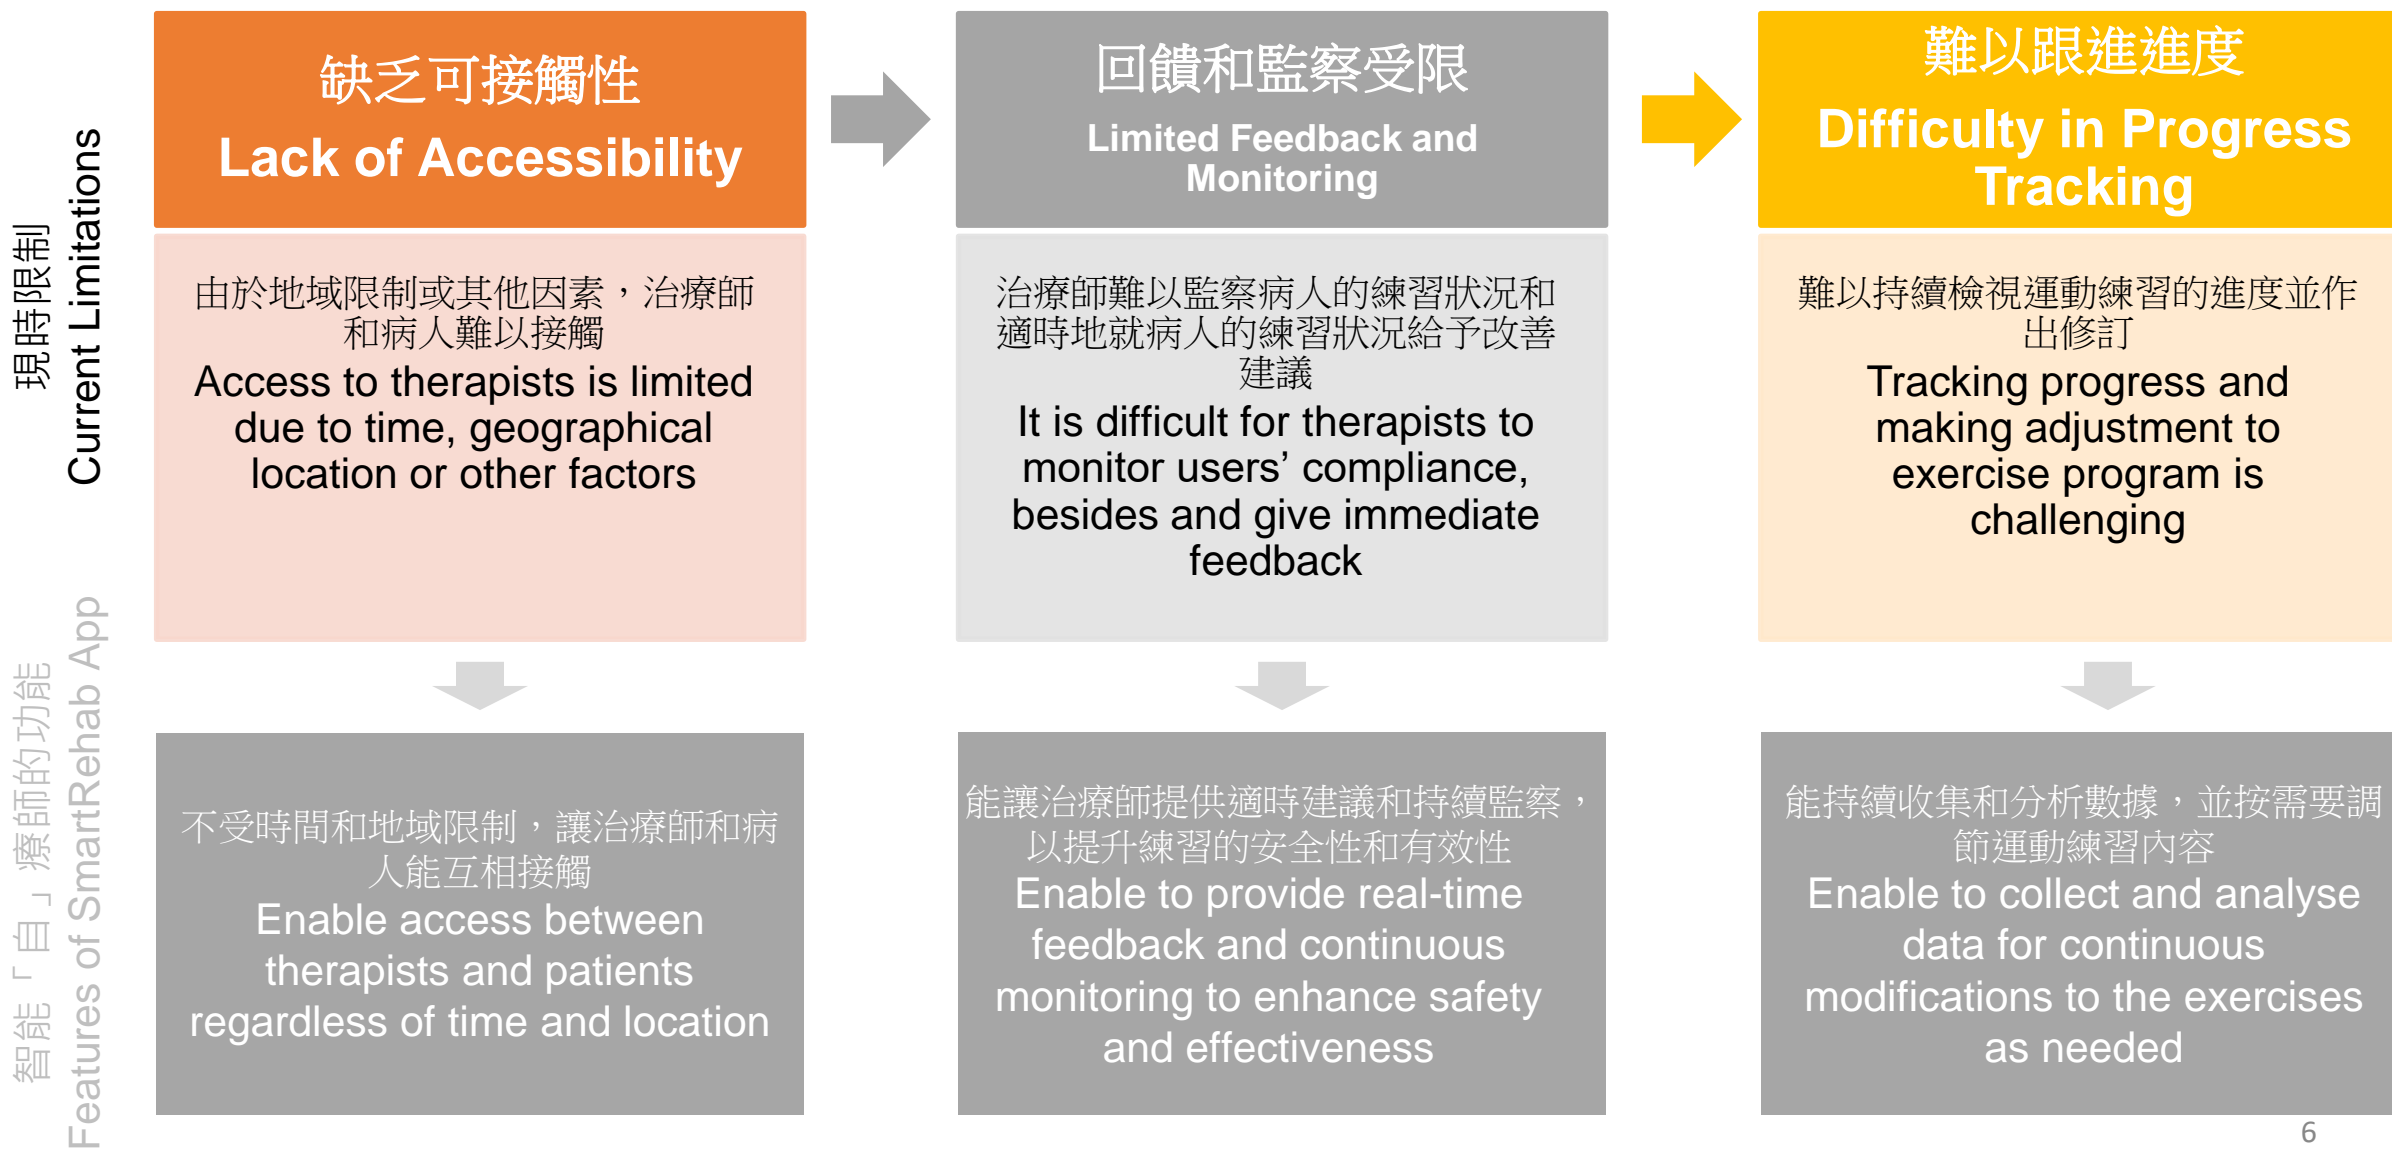 現時限制
Current Limitations
缺乏可接觸性
Lack of Accessibility
由於地域限制或其他因素，治療師
和病人難以接觸
Access to therapists is limited
due to time, geographical
location or other factors
回饋和監察受限
Limited Feedback and
Monitoring
治療師難以監察病人的練習狀況和
適時地就病人的練習狀況給予改善
建議
It is difficult for therapists to
monitor users’ compliance,
besides and give immediate
feedback
難以跟進進度
Difficulty in Progress
Tracking
難以持續檢視運動練習的進度並作
出修訂
Tracking progress and
making adjustment to
exercise program is
challenging
智能「自」療師的功能
Features of SmartRehab App
不受時間和地域限制，讓治療師和病
人能互相接觸
Enable access between
therapists and patients
regardless of time and location
能讓治療師提供適時建議和持續監察，
以提升練習的安全性和有效性
Enable to provide real-time
feedback and continuous
monitoring to enhance safety
and effectiveness
能持續收集和分析數據，並按需要調
節運動練習內容
Enable to collect and analyse
data for continuous
modifications to the exercises
as needed
6